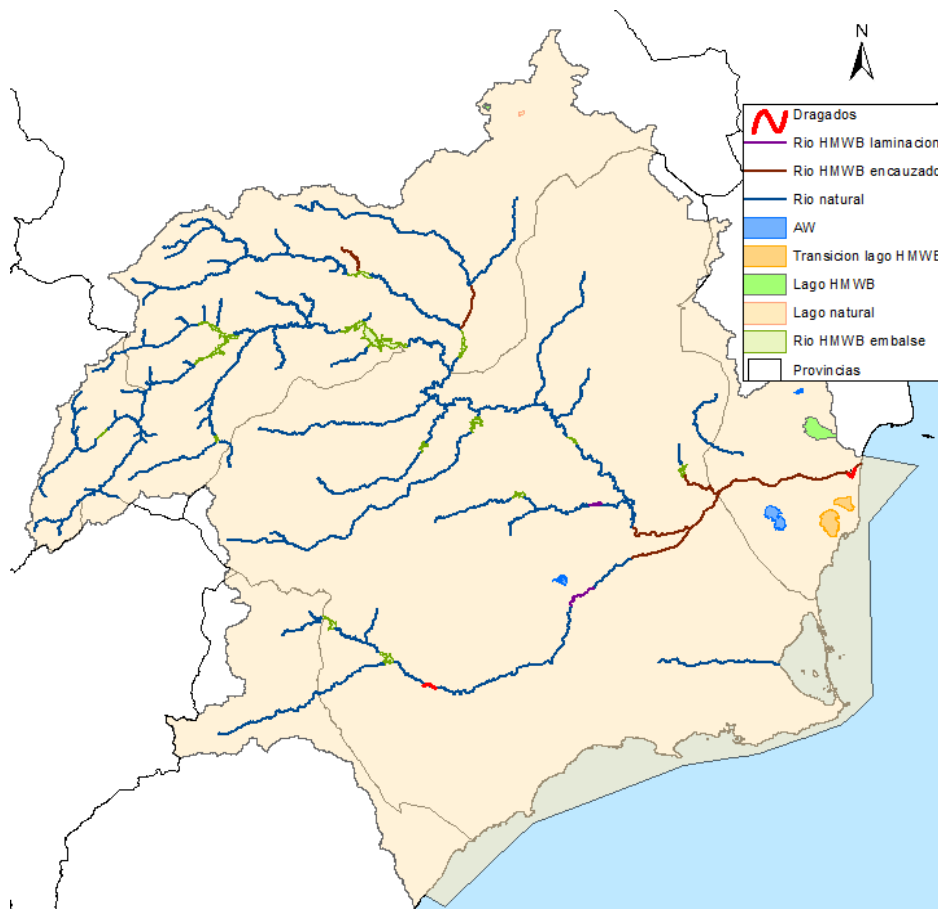 N
Dragados
Rio HMWB laminacion
Rio HMWB encauzado
Rio natural
AW
Transicion lago HMWB
Lago HMWB
Lago natural
Rio HMWB embalse
Provincias